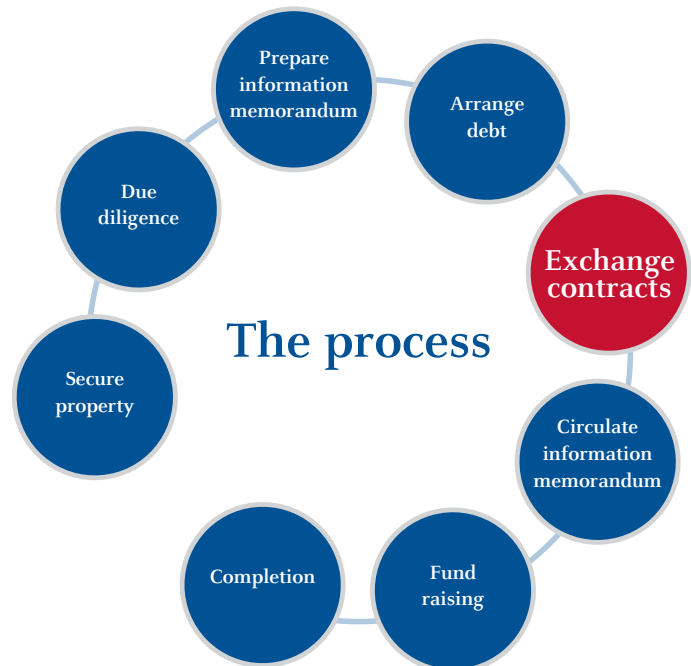 The process
Secure
property
Due
diligence
Prepare
information
memorandum
Arrange
debt
Exchange
contracts
Circulate
information
memorandum
Fund
raising
Completion